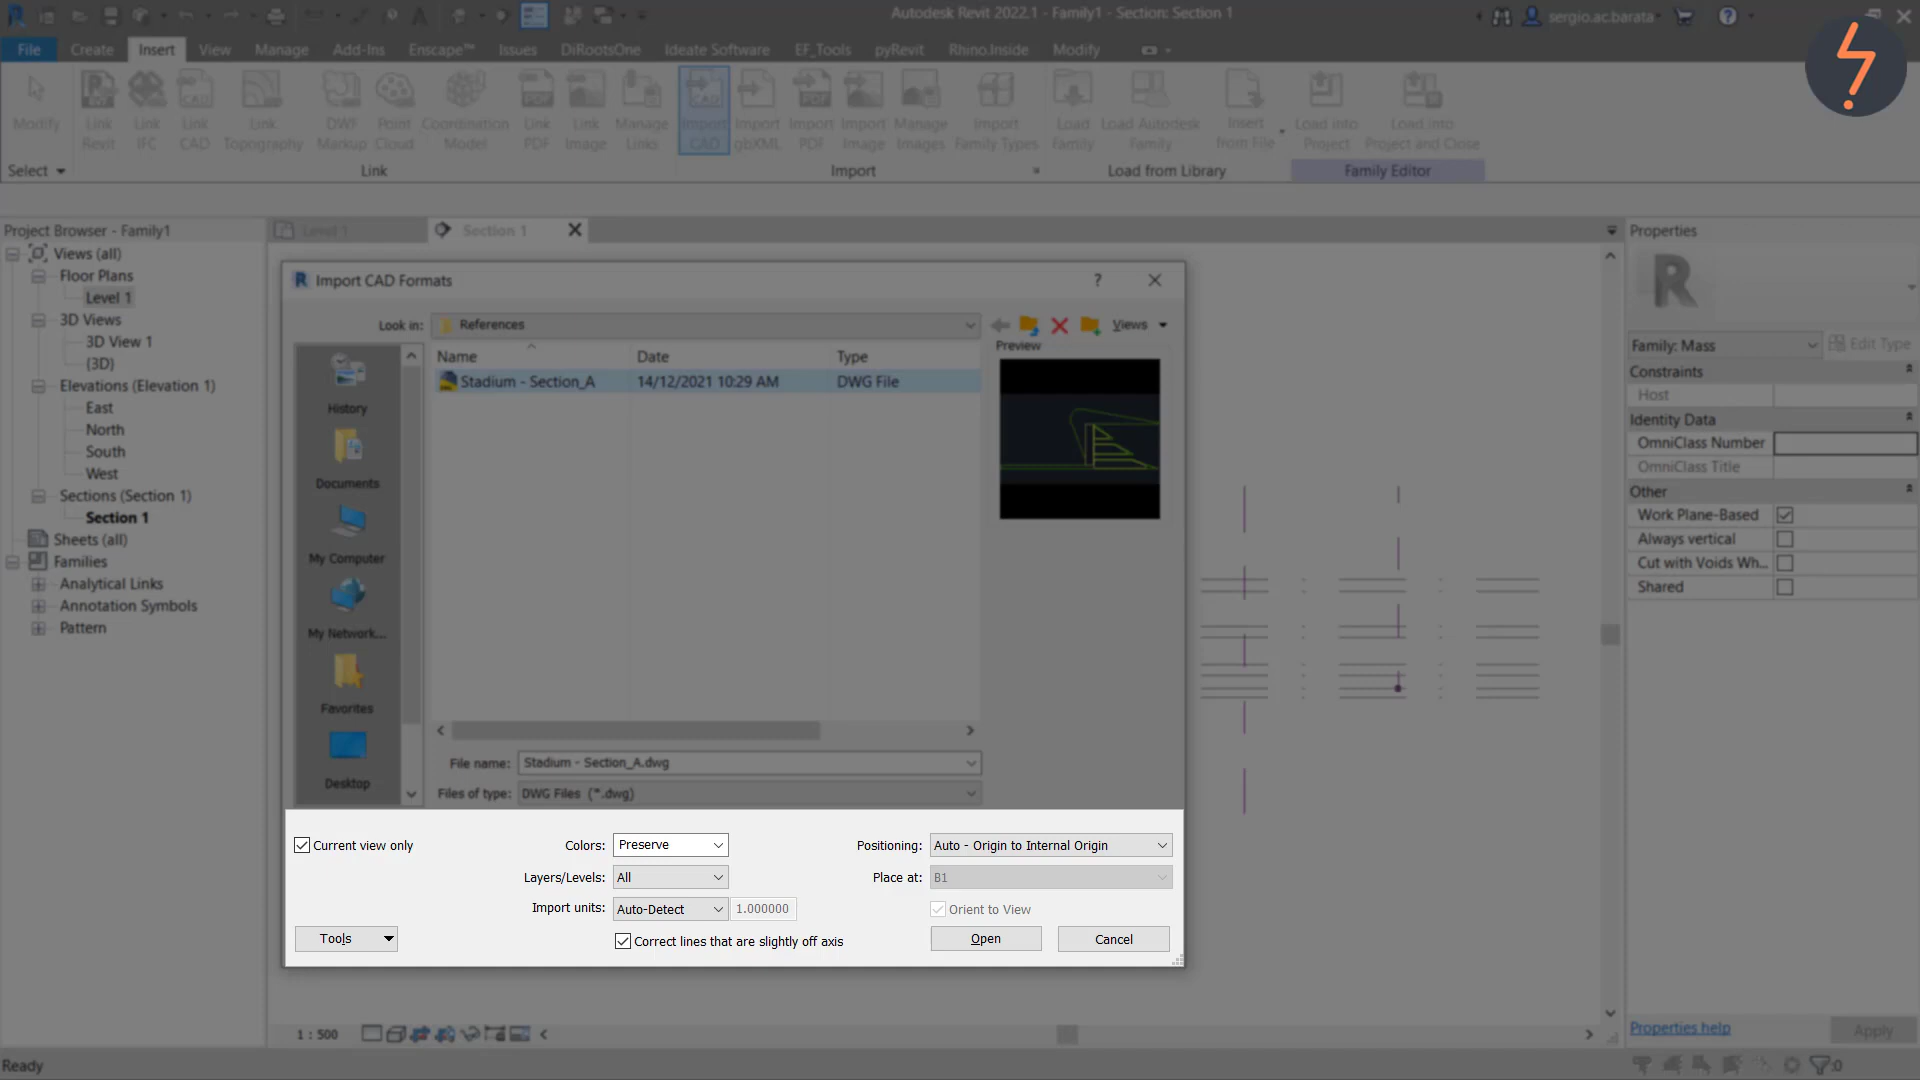 Autodesk Revit 2022.1 - Family1 - Section: Section 1
sergio.ac.barata
File Create Insert View Manage Add-Ins Enscape™ Issues DiRootsOne Ideate Software EF_Tools pyRevit Rhino.Inside Modify
Modify
Link Revit
Link IFC
Link CAD
Link Topography
DWF Markup
Point Cloud
Coordination Model
Link PDF
Link Image
Manage Links
Import CAD
Import gbXML
Import PDF
Import Image
Manage Images
Import Family Types
Load Family
Load Autodesk Family
Insert from File
Load into Project
Load into Project and Close
Select Link Import Load from Library Family Editor
Project Browser - Family1
Views (all)
Floor Plans
Level 1
3D Views
3D View 1
(3D)
Elevations (Elevation 1)
East
North
South
West
Sections (Section 1)
Section 1
Sheets (all)
Families
Analytical Links
Annotation Symbols
Pattern
Level 1
Section 1
Import CAD Formats
?
Look in: References
Views
Name Date Type
Stadium - Section_A 14/12/2021 10:29 AM DWG File
Preview
History
Documents
My Computer
My Network...
Favorites
Desktop
File name: Stadium - Section_A.dwg
Files of type: DWG Files (*.dwg)
Current view only
Colors: Preserve
Positioning: Auto - Origin to Internal Origin
Layers/Levels: All
Place at: B1
Import units: Auto-Detect 1.000000
Orient to View
Correct lines that are slightly off axis
Tools
Open
Cancel
Properties
R
Family: Mass
Edit Type
Constraints
Host
Identity Data
OmniClass Number
OmniClass Title
Other
Work Plane-Based
Always vertical
Cut with Voids Wh...
Shared
Properties help
Apply
1 : 500
Ready
:0